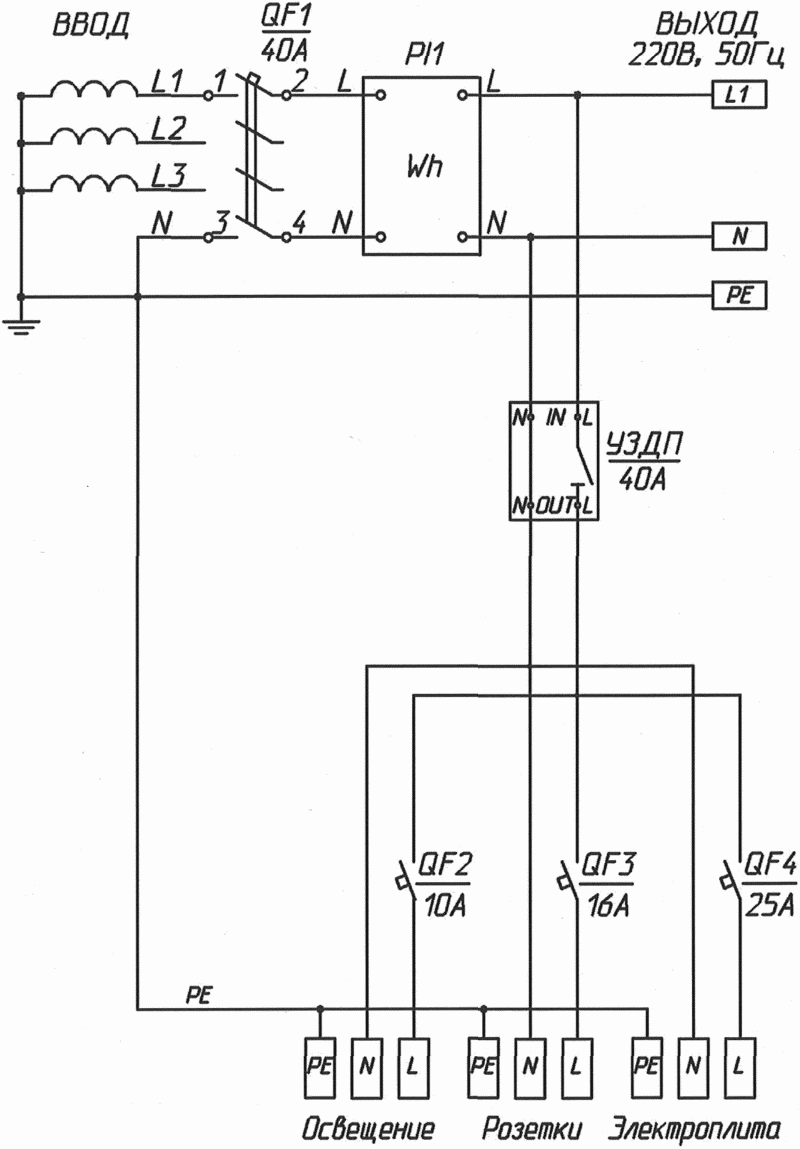 ВВОД
QF1
40А
PI1
ВЫХОД
220В, 50Гц
L1 1 2 L L L1
L2
Wh
L3
N 3 4 N N N
PE
N IN L
УЗДП
40А
N OUT L
QF2
10А
QF3
16А
QF4
25А
PE
PE N L PE N L PE N L
Освещение Розетки Электроплита